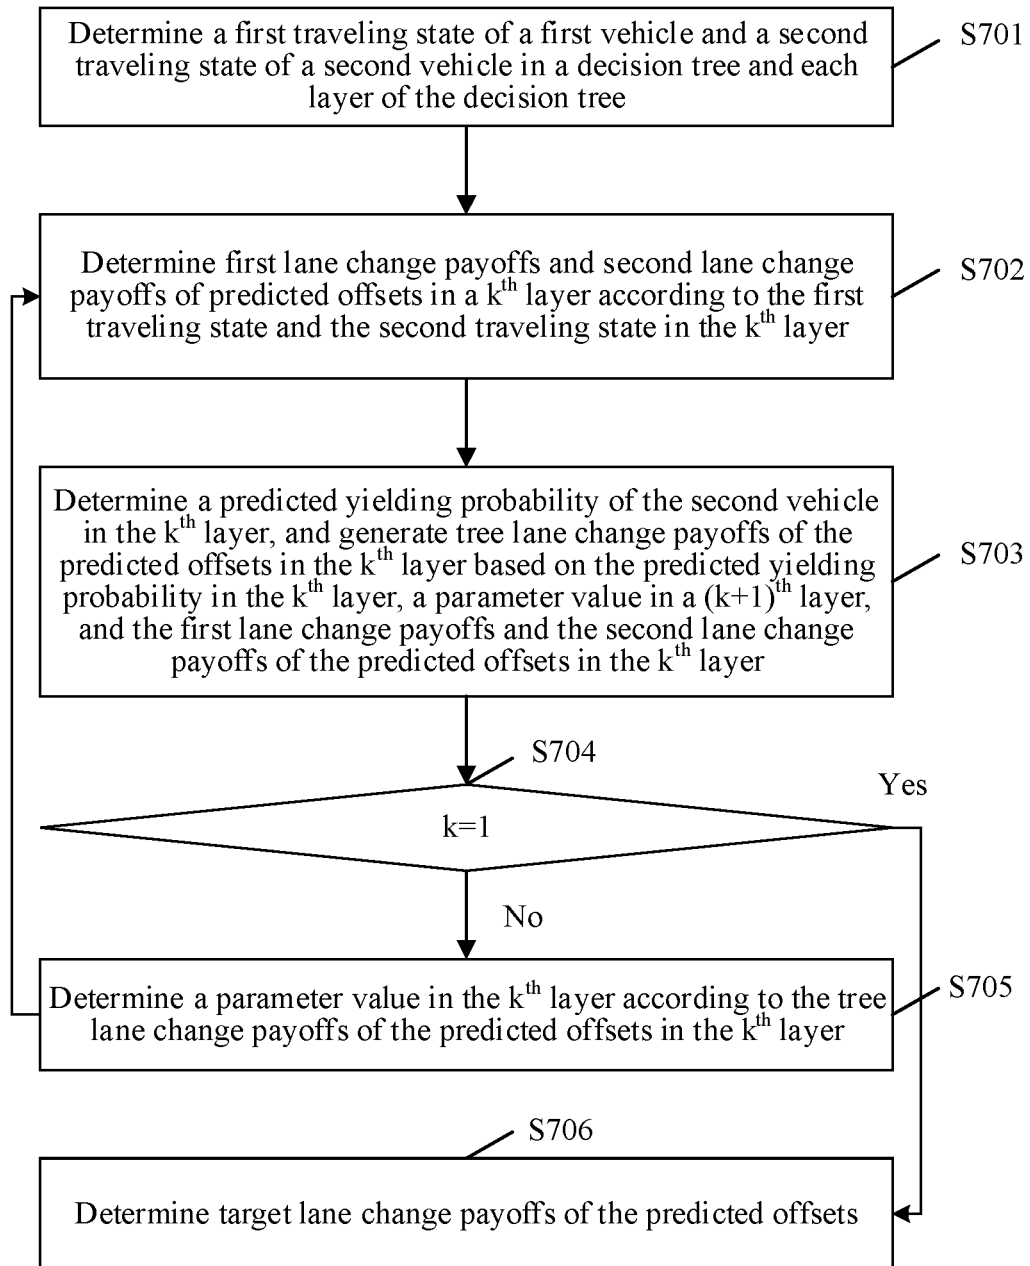 Determine a first traveling state of a first vehicle and a second
traveling state of a second vehicle in a decision tree and each
layer of the decision tree
S701
Determine first lane change payoffs and second lane change
payoffs of predicted offsets in a kth layer according to the first
traveling state and the second traveling state in the kth layer
S702
Determine a predicted yielding probability of the second vehicle
in the kth layer, and generate tree lane change payoffs of the
predicted offsets in the kth layer based on the predicted yielding
probability in the kth layer, a parameter value in a (k+1)th layer,
and the first lane change payoffs and the second lane change
payoffs of the predicted offsets in the kth layer
S703
S704
Yes
k=1
No
Determine a parameter value in the kth layer according to the tree
lane change payoffs of the predicted offsets in the kth layer
S705
S706
Determine target lane change payoffs of the predicted offsets